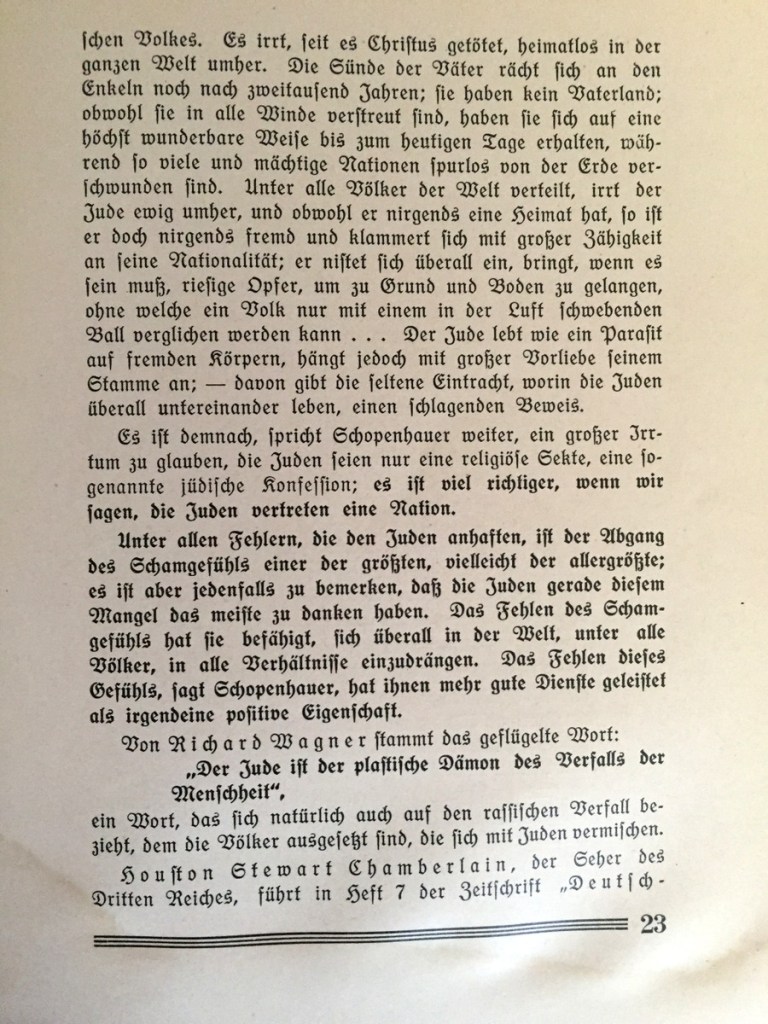 schen Volkes. Es irrt, seit es Christus getötet, heimatlos in der
ganzen Welt umher. Die Sünde der Väter rächt sich an den
Enkeln noch nach zweitausend Jahren; sie haben kein Vaterland;
obwohl sie in alle Winde verstreut sind, haben sie sich auf eine
höchst wunderbare Weise bis zum heutigen Tage erhalten, wäh-
rend so viele und mächtige Nationen spurlos von der Erde ver-
schwunden sind. Unter alle Völker der Welt verteilt, irrt der
Jude ewig umher, und obwohl er nirgends eine Heimat hat, so ist
er doch nirgends fremd und klammert sich mit großer Zähigkeit
an seine Nationalität; er nistet sich überall ein, bringt, wenn es
sein muß, riesige Opfer, um zu Grund und Boden zu gelangen,
ohne welche ein Volk nur mit einem in der Luft schwebenden
Ball verglichen werden kann . . . Der Jude lebt wie ein Parasit
auf fremden Körpern, hängt jedoch mit großer Vorliebe seinem
Stamme an; — davon gibt die seltene Eintracht, worin die Juden
überall untereinander leben, einen schlagenden Beweis.
Es ist demnach, spricht Schopenhauer weiter, ein großer Irr-
tum zu glauben, die Juden seien nur eine religiöse Sekte, eine so-
genannte jüdische Konfession; es ist viel richtiger, wenn wir
sagen, die Juden vertreten eine Nation.
Unter allen Fehlern, die den Juden anhaften, ist der Abgang
des Schamgefühls einer der größten, vielleicht der allergrößte;
es ist aber jedenfalls zu bemerken, daß die Juden gerade diesem
Mangel das meiste zu danken haben. Das Fehlen des Scham-
gefühls hat sie befähigt, sich überall in der Welt, unter alle
Völker, in alle Verhältnisse einzudrängen. Das Fehlen dieses
Gefühls, sagt Schopenhauer, hat ihnen mehr gute Dienste geleistet
als irgendeine positive Eigenschaft.
Von Richard Wagner stammt das geflügelte Wort:
„Der Jude ist der plastische Dämon des Verfalls der
Menschheit“,
ein Wort, das sich natürlich auch auf den rassischen Verfall be-
zieht, dem die Völker ausgesetzt sind, die sich mit Juden vermischen.
Houston Stewart Chamberlain, der Seher des
Dritten Reiches, führt in Heft 7 der Zeitschrift „Deutsch-
23